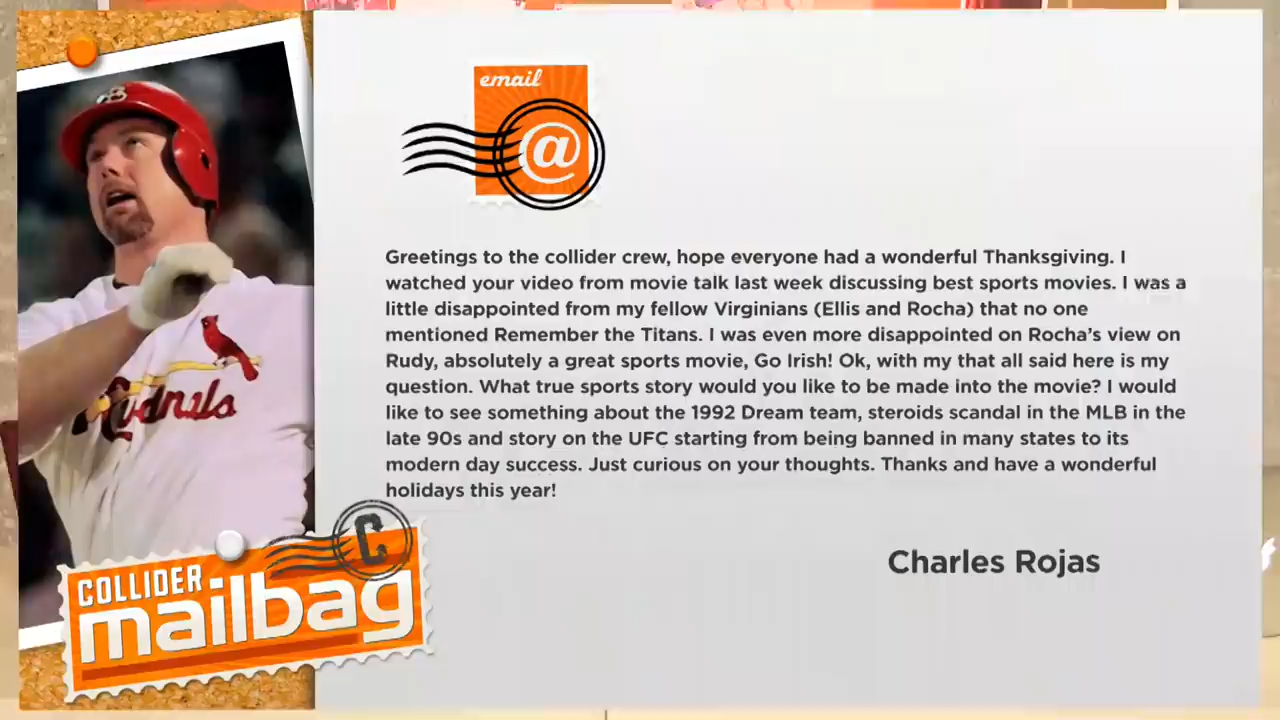 email
@
Greetings to the collider crew, hope everyone had a wonderful Thanksgiving. I
watched your video from movie talk last week discussing best sports movies. I was a
little disappointed from my fellow Virginians (Ellis and Rocha) that no one
mentioned Remember the Titans. I was even more disappointed on Rocha's view on
Rudy, absolutely a great sports movie, Go Irish! Ok, with my that all said here is my
question. What true sports story would you like to be made into the movie? I would
like to see something about the 1992 Dream team, steroids scandal in the MLB in the
late 90s and story on the UFC starting from being banned in many states to its
modern day success. Just curious on your thoughts. Thanks and have a wonderful
holidays this year!
Charles Rojas
C
COLLIDER
mailbag